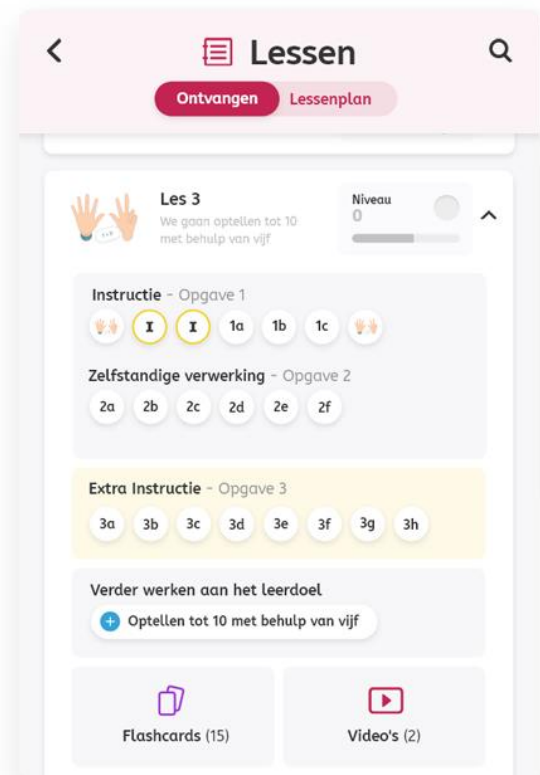 Lessen
Ontvangen Lessenplan
Les 3
We gaan optellen tot 10
met behulp van vijf
Niveau
0
Instructie - Opgave 1
I I 1a 1b 1c
Zelfstandige verwerking - Opgave 2
2a 2b 2c 2d 2e 2f
Extra Instructie - Opgave 3
3a 3b 3c 3d 3e 3f 3g 3h
Verder werken aan het leerdoel
Optellen tot 10 met behulp van vijf
Flashcards (15) Video's (2)